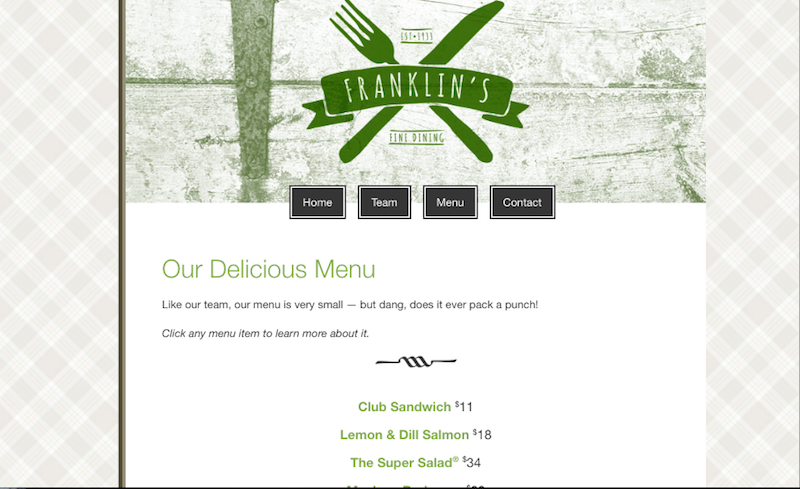 EST•1933
FRANKLIN'S
FINE DINING
Home Team Menu Contact
Our Delicious Menu
Like our team, our menu is very small — but dang, does it ever pack a punch!
Click any menu item to learn more about it.
Club Sandwich $11
Lemon & Dill Salmon $18
The Super Salad® $34